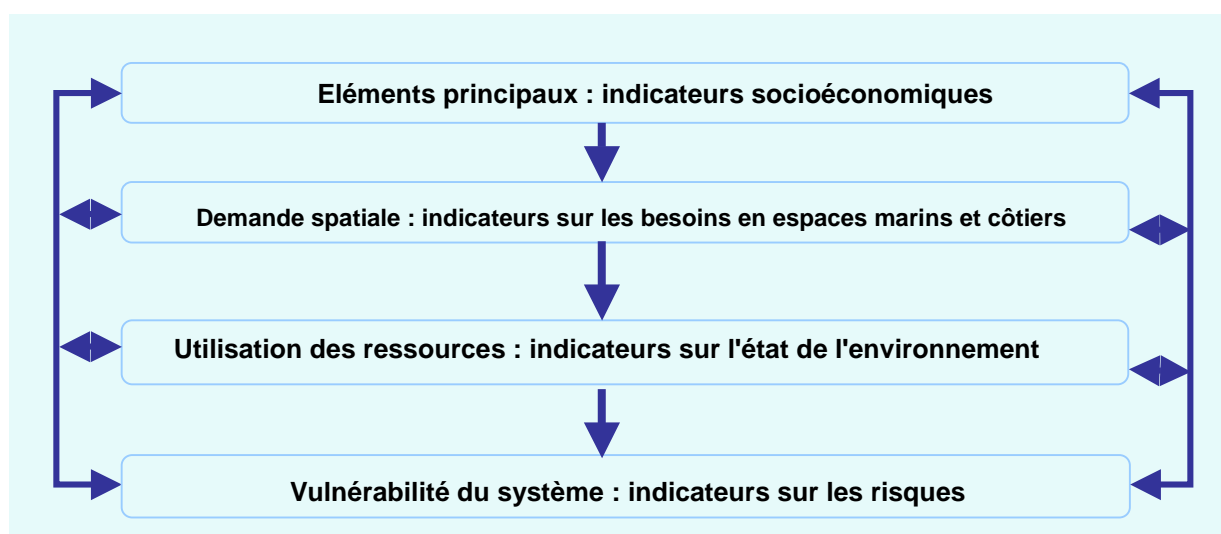 Eléments principaux : indicateurs socioéconomiques
Demande spatiale : indicateurs sur les besoins en espaces marins et côtiers
Utilisation des ressources : indicateurs sur l'état de l'environnement
Vulnérabilité du système : indicateurs sur les risques